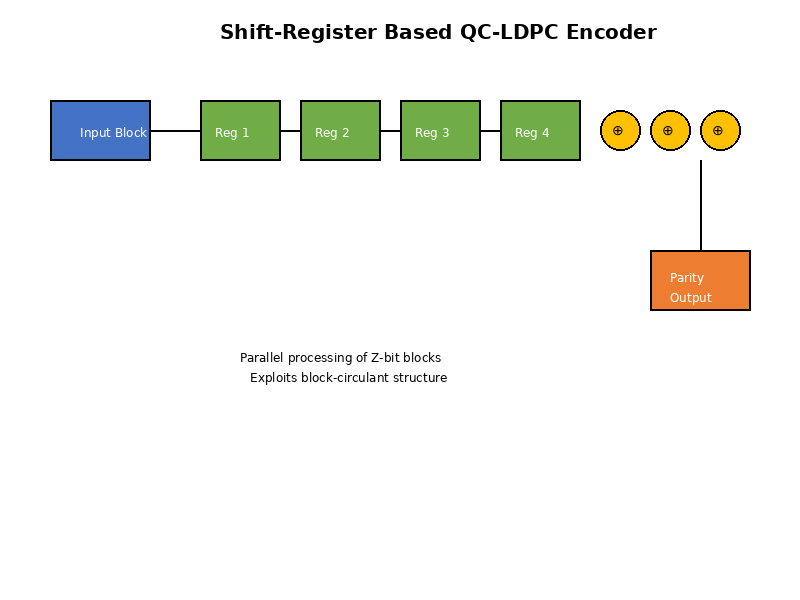 Shift-Register Based QC-LDPC Encoder
Input Block
Reg 1
Reg 2
Reg 3
Reg 4
⊕
⊕
⊕
Parity
Output
Parallel processing of Z-bit blocks
Exploits block-circulant structure